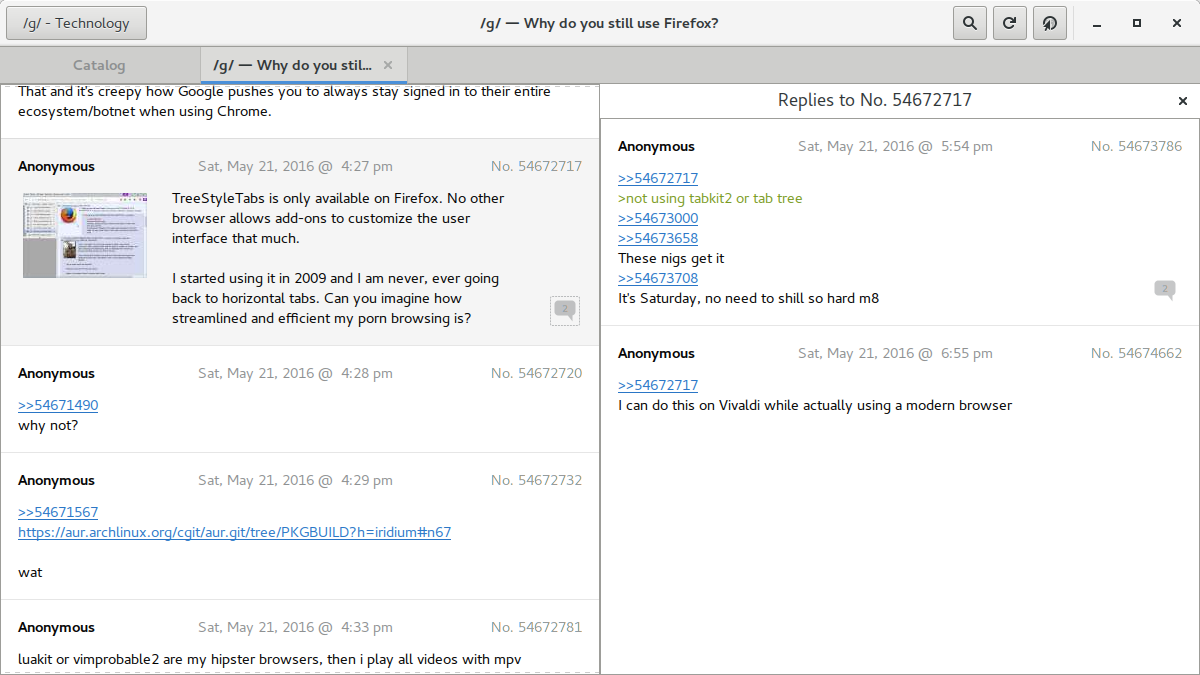 /g/ - Technology
/g/ — Why do you still use Firefox?
Catalog
/g/ — Why do you stil...
That and it's creepy how Google pushes you to always stay signed in to their entire
ecosystem/botnet when using Chrome.
Anonymous Sat, May 21, 2016 @ 4:27 pm No. 54672717
TreeStyleTabs is only available on Firefox. No other
browser allows add-ons to customize the user
interface that much.
I started using it in 2009 and I am never, ever going
back to horizontal tabs. Can you imagine how
streamlined and efficient my porn browsing is?
2
Anonymous Sat, May 21, 2016 @ 4:28 pm No. 54672720
>>54671490
why not?
Anonymous Sat, May 21, 2016 @ 4:29 pm No. 54672732
>>54671567
https://aur.archlinux.org/cgit/aur.git/tree/PKGBUILD?h=iridium#n67
wat
Anonymous Sat, May 21, 2016 @ 4:33 pm No. 54672781
luakit or vimprobable2 are my hipster browsers, then i play all videos with mpv
Replies to No. 54672717
Anonymous Sat, May 21, 2016 @ 5:54 pm No. 54673786
>>54672717
>not using tabkit2 or tab tree
>>54673000
>>54673658
These nigs get it
>>54673708
It's Saturday, no need to shill so hard m8
2
Anonymous Sat, May 21, 2016 @ 6:55 pm No. 54674662
>>54672717
I can do this on Vivaldi while actually using a modern browser